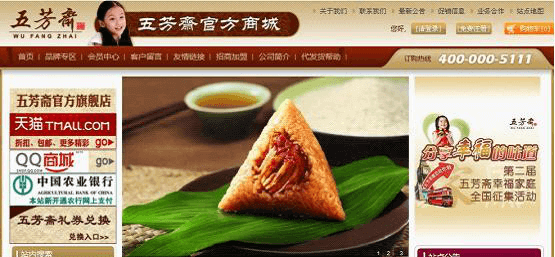 关于我们 联系我们 最新公告 促销信息 业务合作 站点地图
五芳斋
WU FANG ZHAI
五芳斋官方商城
您好， [请登录] [免费注册] 购物车[0]
首页 | 品牌专区 | 会员中心 | 客户留言 | 友情链接 | 招商加盟 | 公司简介 | 代发货帮助 |
订购热线 400-000-5111
五芳斋官方旗舰店
天猫 TMALL.COM
折扣、包邮、更多精彩 go▸
QQ商城 go▸
SHOP.QQ.COM
中国农业银行
AGRICULTURAL BANK OF CHINA
本站新开通农行网上支付
五芳斋礼券兑换
兑换入口>>
站内搜索
1 2 3
五芳斋
分享幸福的味道
第二届
五芳斋幸福家庭
全国征集活动
站点公告